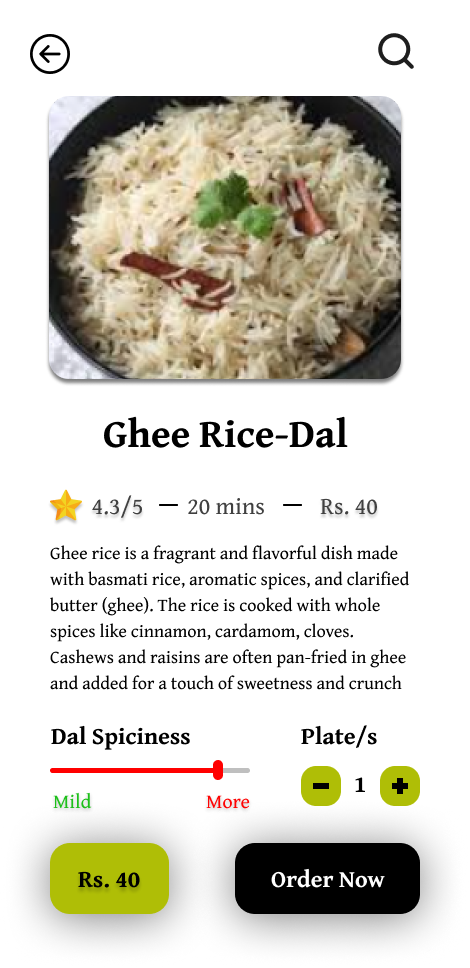 Ghee Rice-Dal
4.3/5 — 20 mins — Rs. 40
Ghee rice is a fragrant and flavorful dish made
with basmati rice, aromatic spices, and clarified
butter (ghee). The rice is cooked with whole
spices like cinnamon, cardamom, cloves.
Cashews and raisins are often pan-fried in ghee
and added for a touch of sweetness and crunch
Dal Spiciness
Mild More
Plate/s
1
Rs. 40
Order Now